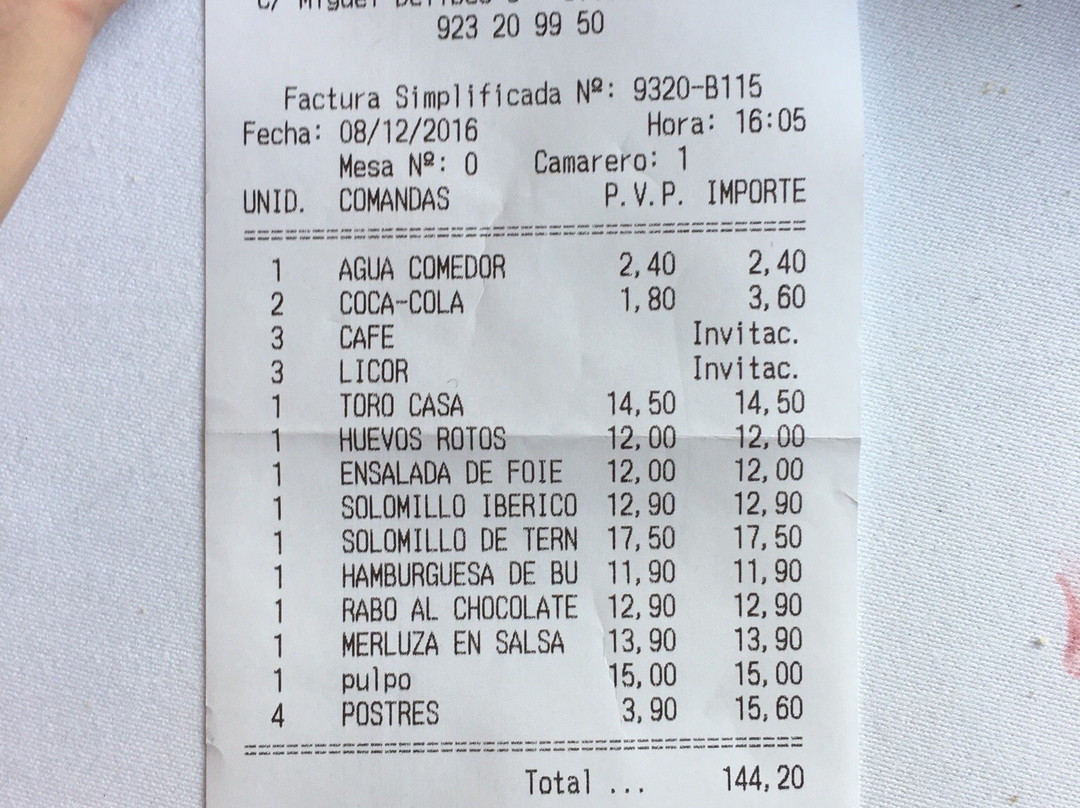 C/ Miguel
923 20 99 50
Factura Simplificada Nº: 9320-B115
Fecha: 08/12/2016 Hora: 16:05
Mesa Nº: 0 Camarero: 1
UNID. COMANDAS P.V.P. IMPORTE
1 AGUA COMEDOR 2,40 2,40
2 COCA-COLA 1,80 3,60
3 CAFE Invitac.
3 LICOR Invitac.
1 TORO CASA 14,50 14,50
1 HUEVOS ROTOS 12,00 12,00
1 ENSALADA DE FOIE 12,00 12,00
1 SOLOMILLO IBERICO 12,90 12,90
1 SOLOMILLO DE TERN 17,50 17,50
1 HAMBURGUESA DE BU 11,90 11,90
1 RABO AL CHOCOLATE 12,90 12,90
1 MERLUZA EN SALSA 13,90 13,90
1 pulpo 15,00 15,00
4 POSTRES 3,90 15,60
Total ... 144,20